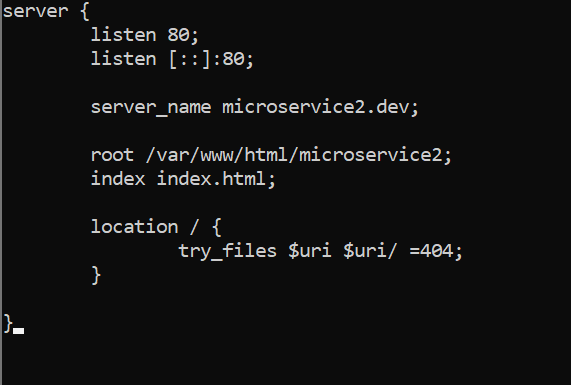 server {
        listen 80;
        listen [::]:80;

        server_name microservice2.dev;

        root /var/www/html/microservice2;
        index index.html;

        location / {
                try_files $uri $uri/ =404;
        }

}